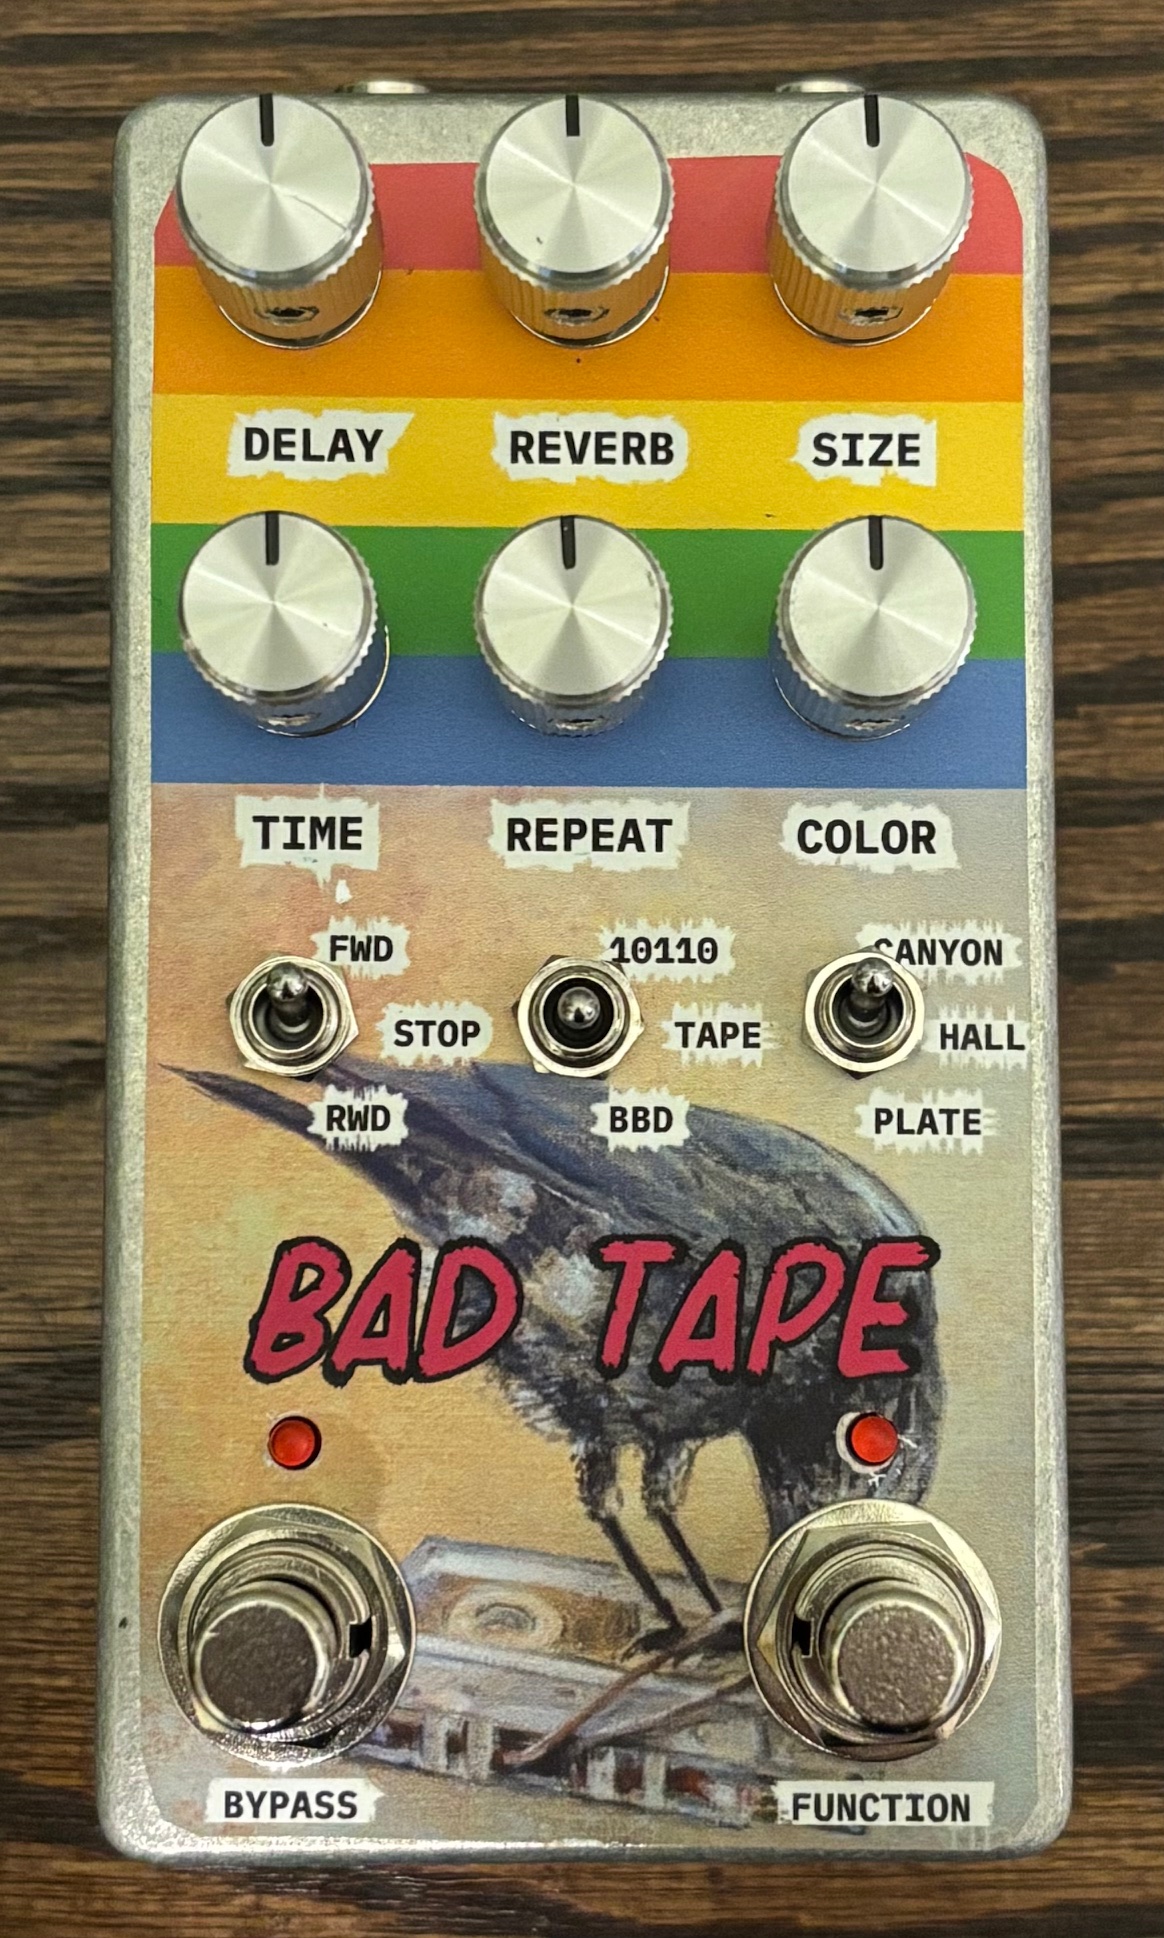 DELAY REVERB SIZE
TIME REPEAT COLOR
FWD 10110 CANYON
STOP TAPE HALL
RWD BBD PLATE
BAD TAPE
BYPASS FUNCTION